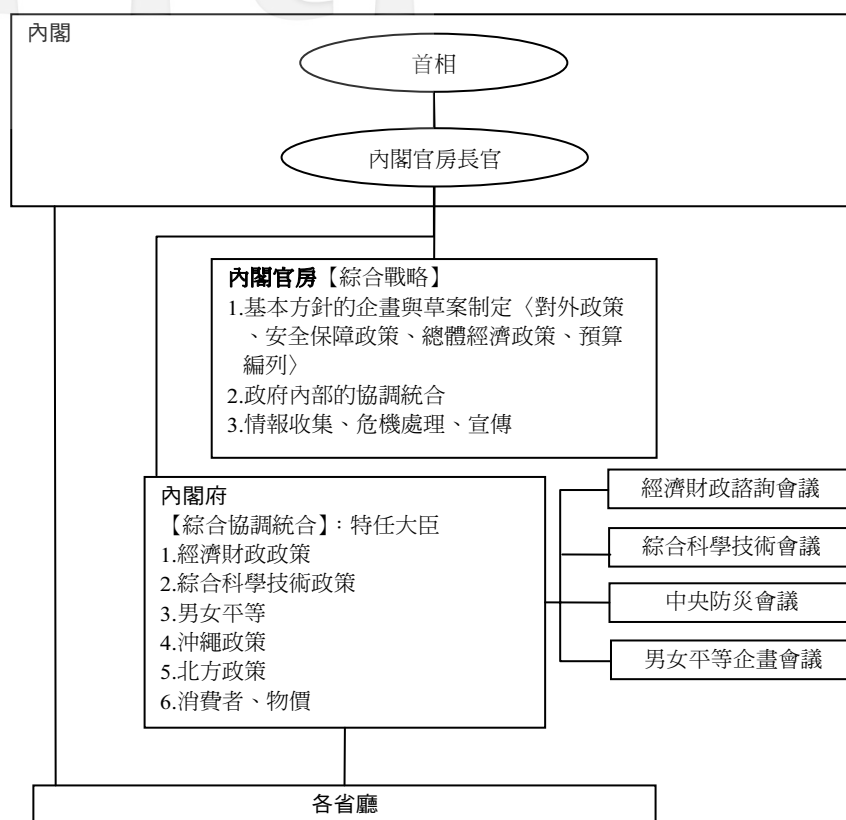 內閣
首相
內閣官房長官
內閣官房【綜合戰略】
1.基本方針的企畫與草案制定〈對外政策
、安全保障政策、總體經濟政策、預算
編列〉
2.政府內部的協調統合
3.情報收集、危機處理、宣傳
內閣府
【綜合協調統合】：特任大臣
1.經濟財政政策
2.綜合科學技術政策
3.男女平等
4.沖繩政策
5.北方政策
6.消費者、物價
經濟財政諮詢會議
綜合科學技術會議
中央防災會議
男女平等企畫會議
各省廳